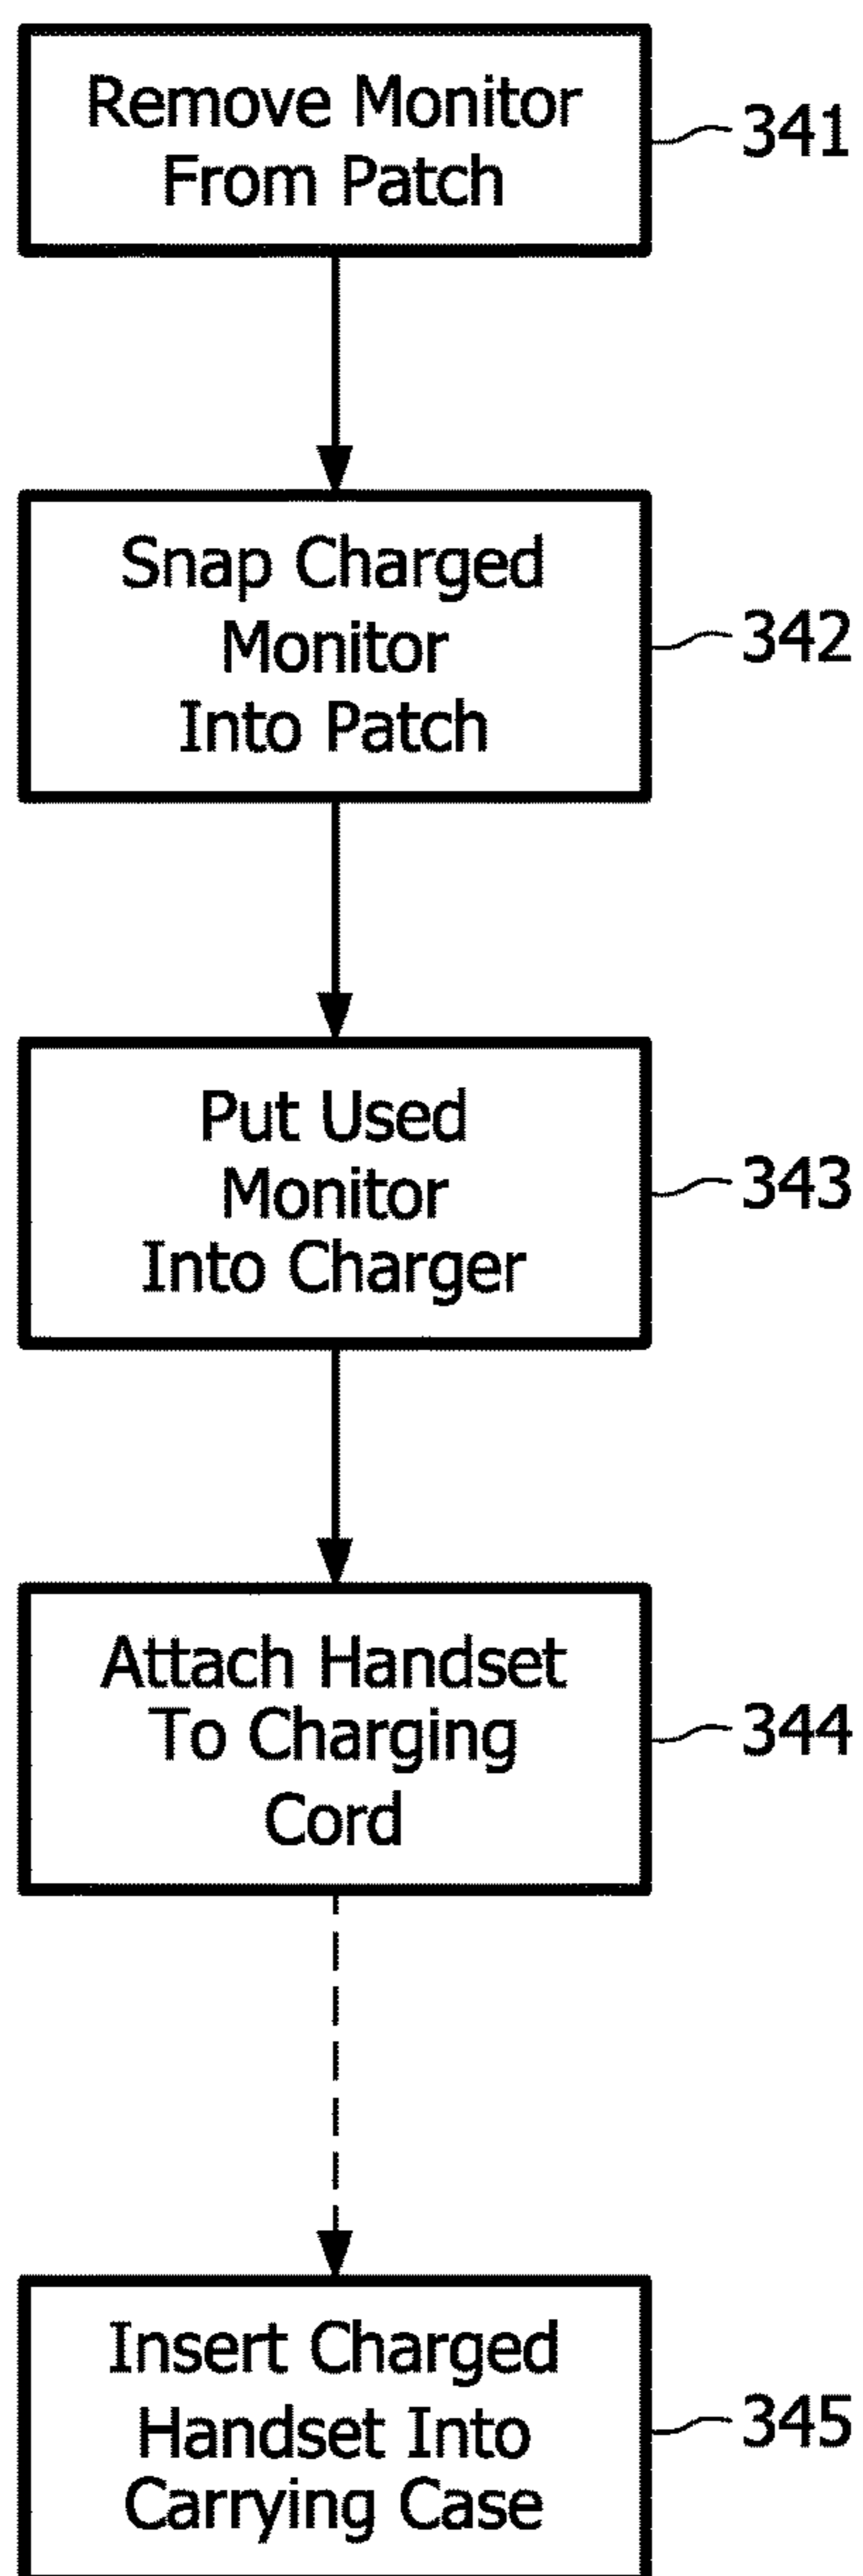 Remove Monitor
From Patch
341
Snap Charged
Monitor
Into Patch
342
Put Used
Monitor
Into Charger
343
Attach Handset
To Charging
Cord
344
Insert Charged
Handset Into
Carrying Case
345